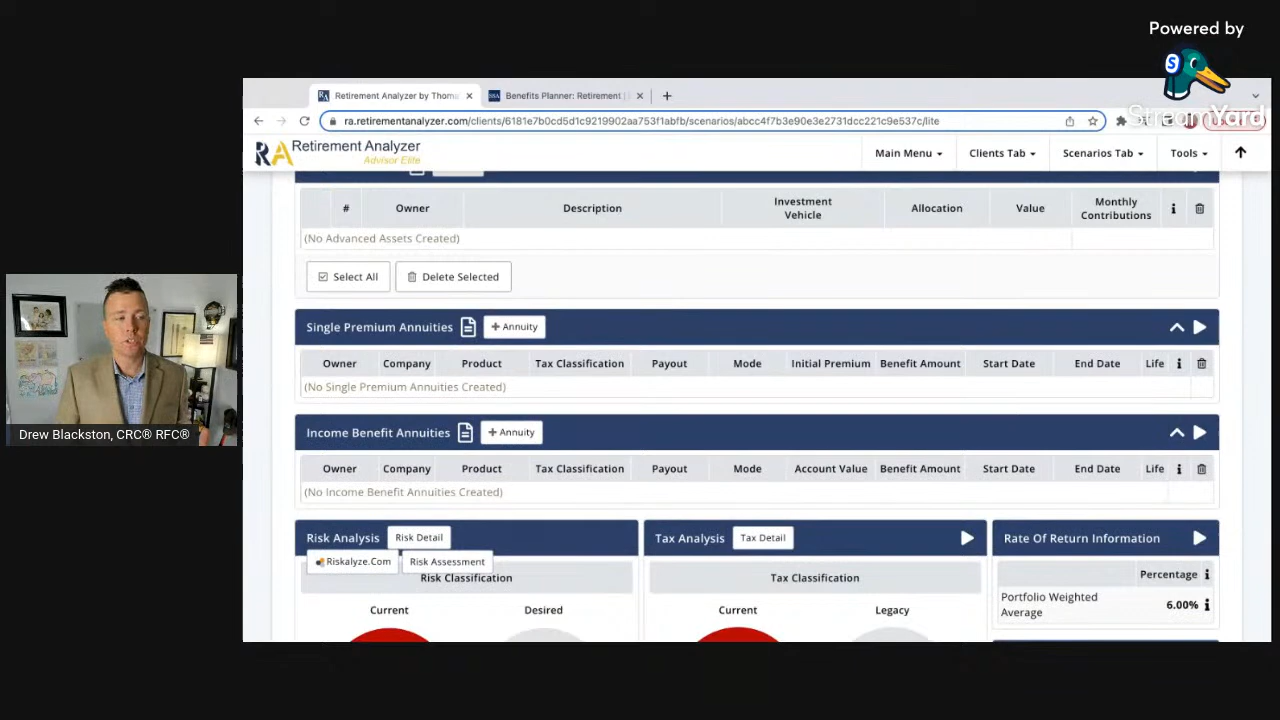 Powered by
S
StreamYard
Retirement Analyzer by Thoma
Benefits Planner: Retirement |
ra.retirementanalyzer.com/clients/6181e7b0cd5d1c9219902aa753f1abfb/scenarios/abcc4f7b3e90e3e2731dcc221c9e537c/lite
RA Retirement Analyzer
Advisor Elite
Main Menu
Clients Tab
Scenarios Tab
Tools
#
Owner
Description
Investment
Vehicle
Allocation
Value
Monthly
Contributions
(No Advanced Assets Created)
Select All
Delete Selected
Single Premium Annuities
+ Annuity
Owner
Company
Product
Tax Classification
Payout
Mode
Initial Premium
Benefit Amount
Start Date
End Date
Life
(No Single Premium Annuities Created)
Income Benefit Annuities
+ Annuity
Owner
Company
Product
Tax Classification
Payout
Mode
Account Value
Benefit Amount
Start Date
End Date
Life
(No Income Benefit Annuities Created)
Risk Analysis
Risk Detail
Riskalyze.Com
Risk Assessment
Risk Classification
Current
Desired
Tax Analysis
Tax Detail
Tax Classification
Current
Legacy
Rate Of Return Information
Percentage
Portfolio Weighted
Average
6.00%
Drew Blackston, CRC® RFC®